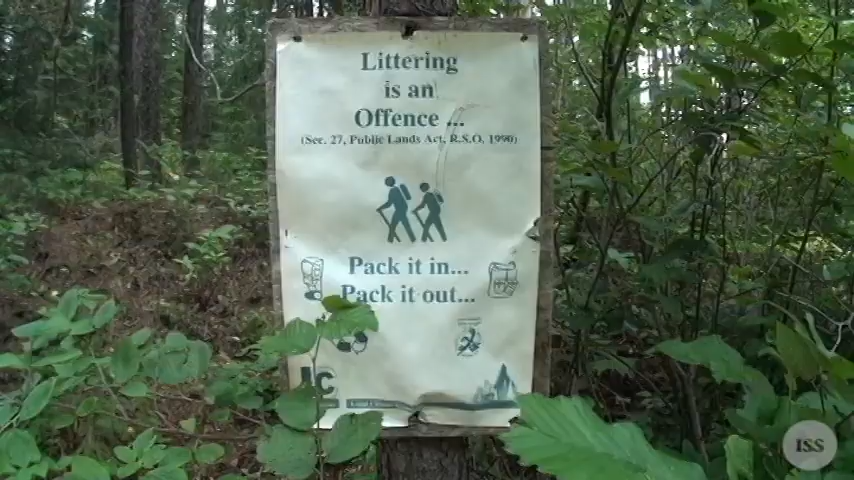 Littering
is an
Offence ...
(Sec. 27, Public Lands Act, R.S.O. 1990)
Pack it in...
Pack it out...
ISS